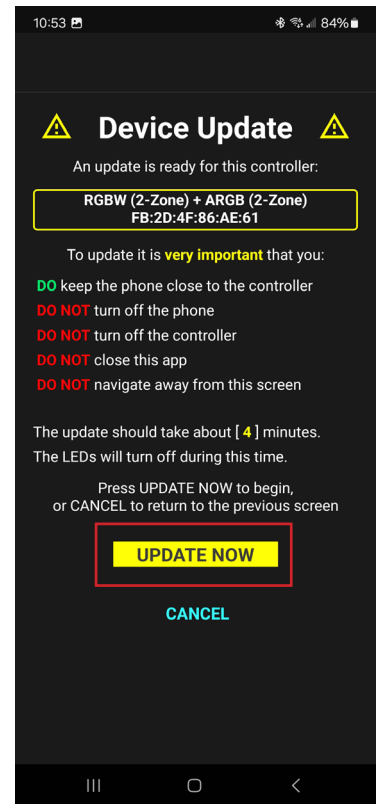 10:53 84%
Device Update
An update is ready for this controller:
RGBW (2-Zone) + ARGB (2-Zone)
FB:2D:4F:86:AE:61
To update it is very important that you:
DO keep the phone close to the controller
DO NOT turn off the phone
DO NOT turn off the controller
DO NOT close this app
DO NOT navigate away from this screen
The update should take about [ 4 ] minutes.
The LEDs will turn off during this time.
Press UPDATE NOW to begin,
or CANCEL to return to the previous screen
UPDATE NOW
CANCEL